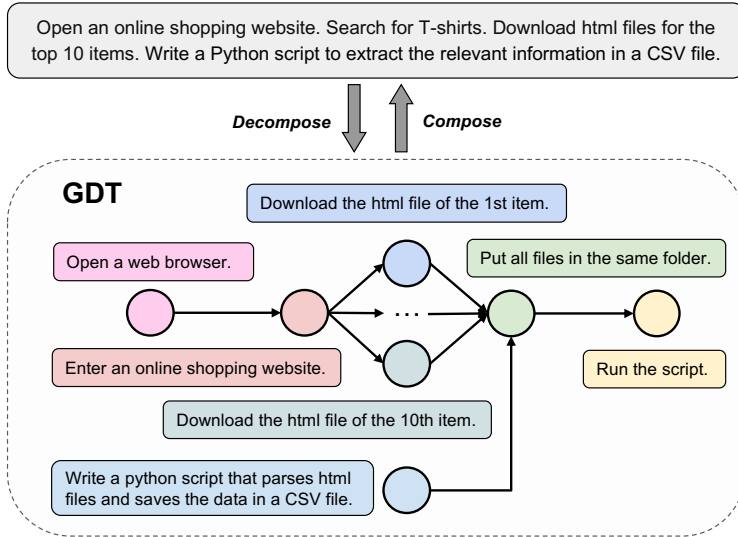 Open an online shopping website. Search for T-shirts. Download html files for the
top 10 items. Write a Python script to extract the relevant information in a CSV file.
Decompose
Compose
GDT
Download the html file of the 1st item.
Open a web browser.
Put all files in the same folder.
...
Enter an online shopping website.
Run the script.
Download the html file of the 10th item.
Write a python script that parses html
files and saves the data in a CSV file.